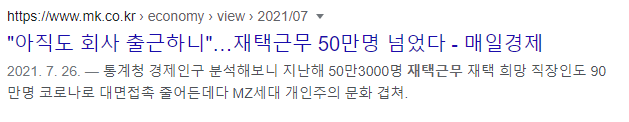 https://www.mk.co.kr › economy › view › 2021/07
"아직도 회사 출근하니"...재택근무 50만명 넘었다 - 매일경제
2021. 7. 26. — 통계청 경제인구 분석해보니 지난해 50만3000명 재택근무 재택 희망 직장인도 90
만명 코로나로 대면접촉 줄어든데다 MZ세대 개인주의 문화 겹쳐.